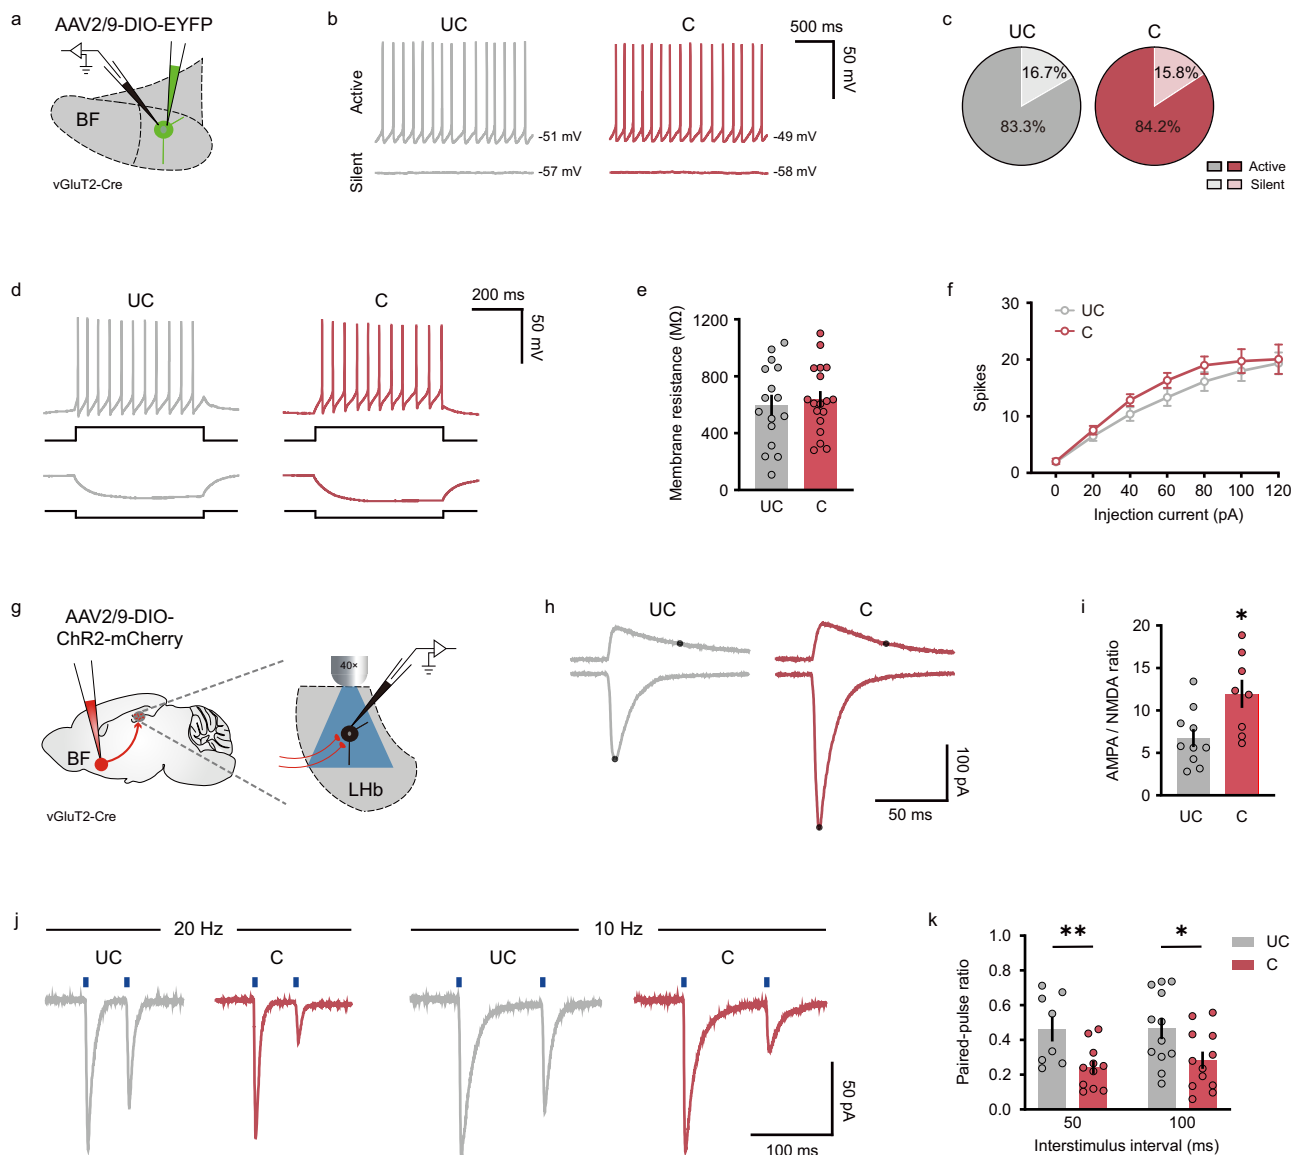 a
AAV2/9-DIO-EYFP
BF
vGluT2-Cre
b
UC
C
500 ms
50 mV
Active
-51 mV
-49 mV
Silent
-57 mV
-58 mV
c
UC
C
16.7%
83.3%
15.8%
84.2%
Active
Silent
d
UC
C
200 ms
50 mV
e
Membrane resistance (MΩ)
1200
800
400
0
UC
C
f
Spikes
30
20
10
0
UC
C
0 20 40 60 80 100 120
Injection current (pA)
g
AAV2/9-DIO-
ChR2-mCherry
BF
vGluT2-Cre
40×
LHb
h
UC
C
100 pA
50 ms
i
AMPA / NMDA ratio
20
15
10
5
0
*
UC
C
j
20 Hz
10 Hz
UC
C
UC
C
50 pA
100 ms
k
Paired-pulse ratio
1.0
0.8
0.6
0.4
0.2
0.0
**
*
UC
C
50
100
Interstimulus interval (ms)